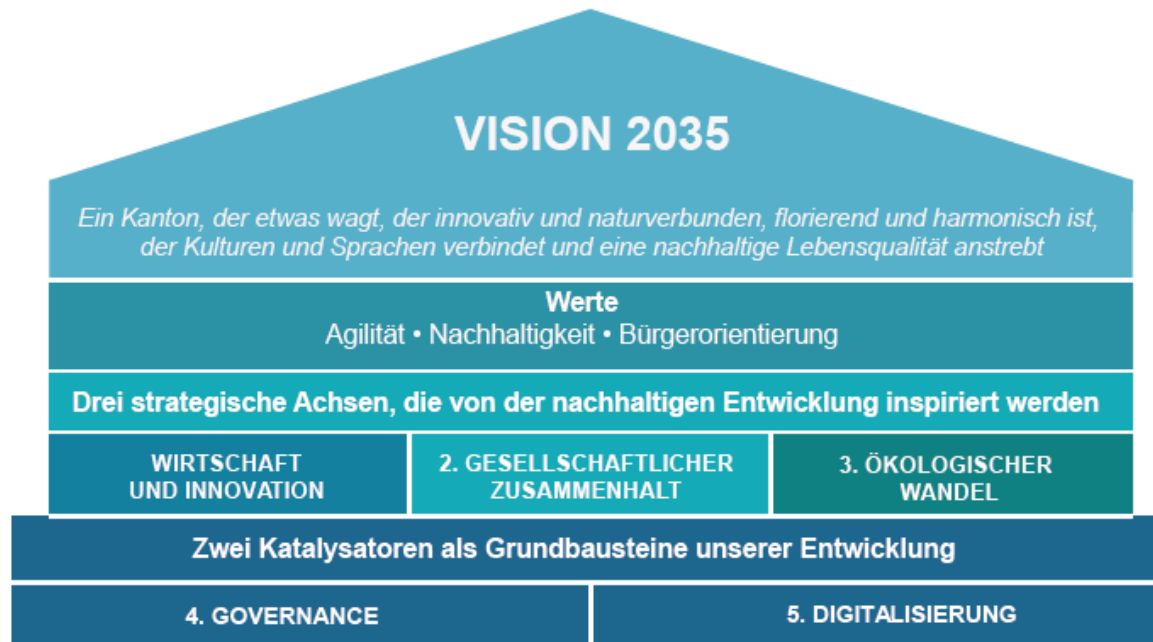 VISION 2035
Ein Kanton, der etwas wagt, der innovativ und naturverbunden, florierend und harmonisch ist,
der Kulturen und Sprachen verbindet und eine nachhaltige Lebensqualität anstrebt
Werte
Agilität • Nachhaltigkeit • Bürgerorientierung
Drei strategische Achsen, die von der nachhaltigen Entwicklung inspiriert werden
WIRTSCHAFT
UND INNOVATION
2. GESELLSCHAFTLICHER
ZUSAMMENHALT
3. ÖKOLOGISCHER
WANDEL
Zwei Katalysatoren als Grundbausteine unserer Entwicklung
4. GOVERNANCE
5. DIGITALISIERUNG